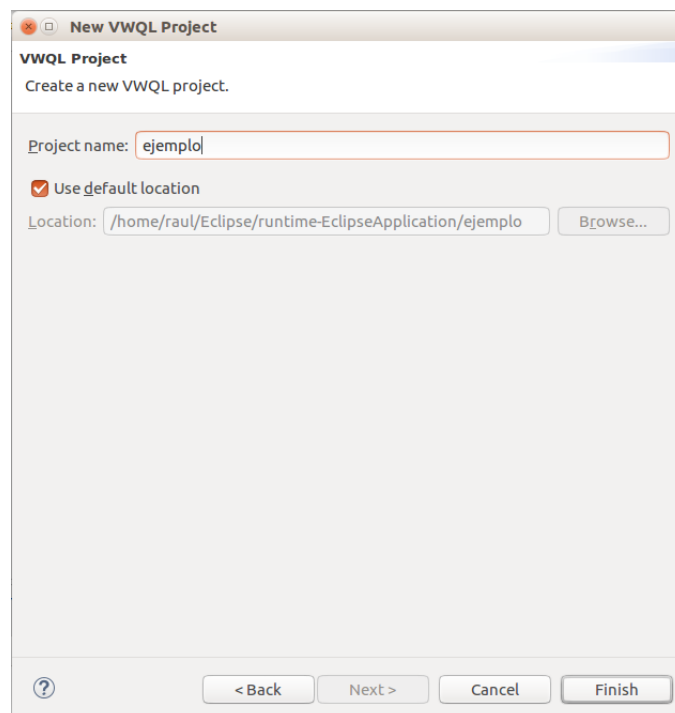 New VWQL Project
VWQL Project
Create a new VWQL project.
Project name: ejemplo
Use default location
Location: /home/raul/Eclipse/runtime-EclipseApplication/ejemplo Browse...
? < Back Next > Cancel Finish